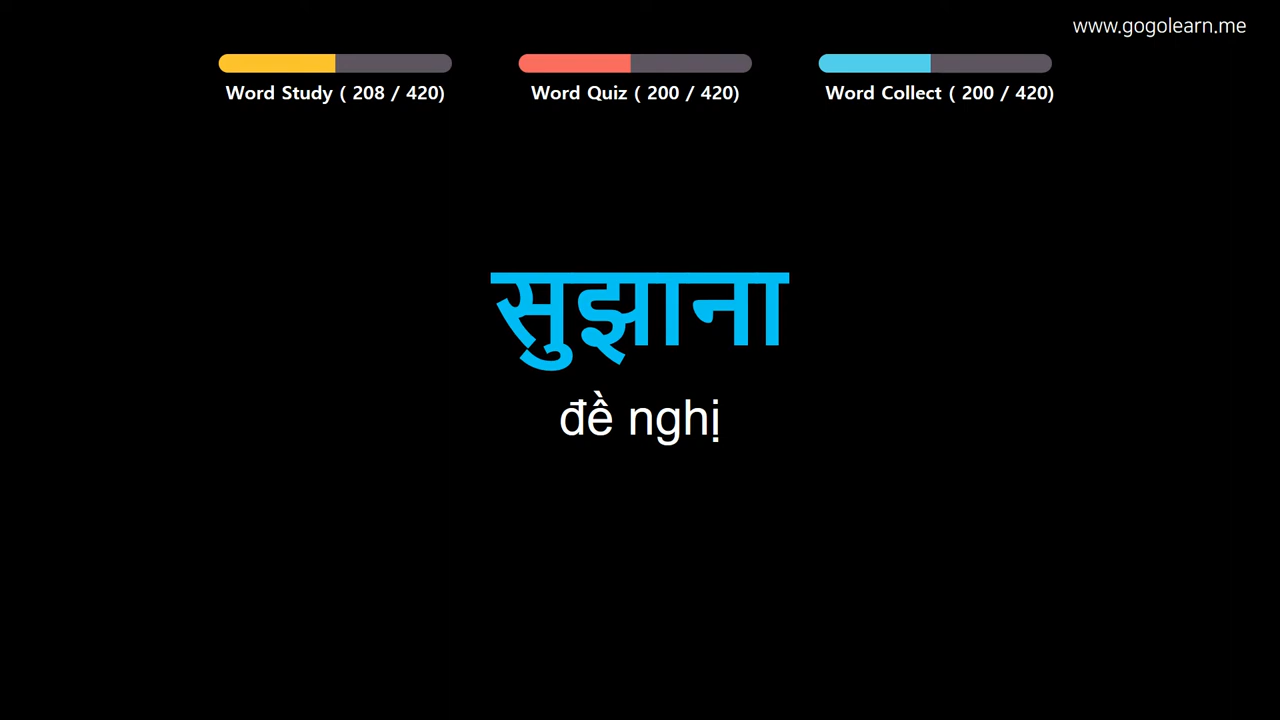 www.gogolearn.me
Word Study ( 208 / 420)
Word Quiz ( 200 / 420)
Word Collect ( 200 / 420)
सुझाना
đề nghị